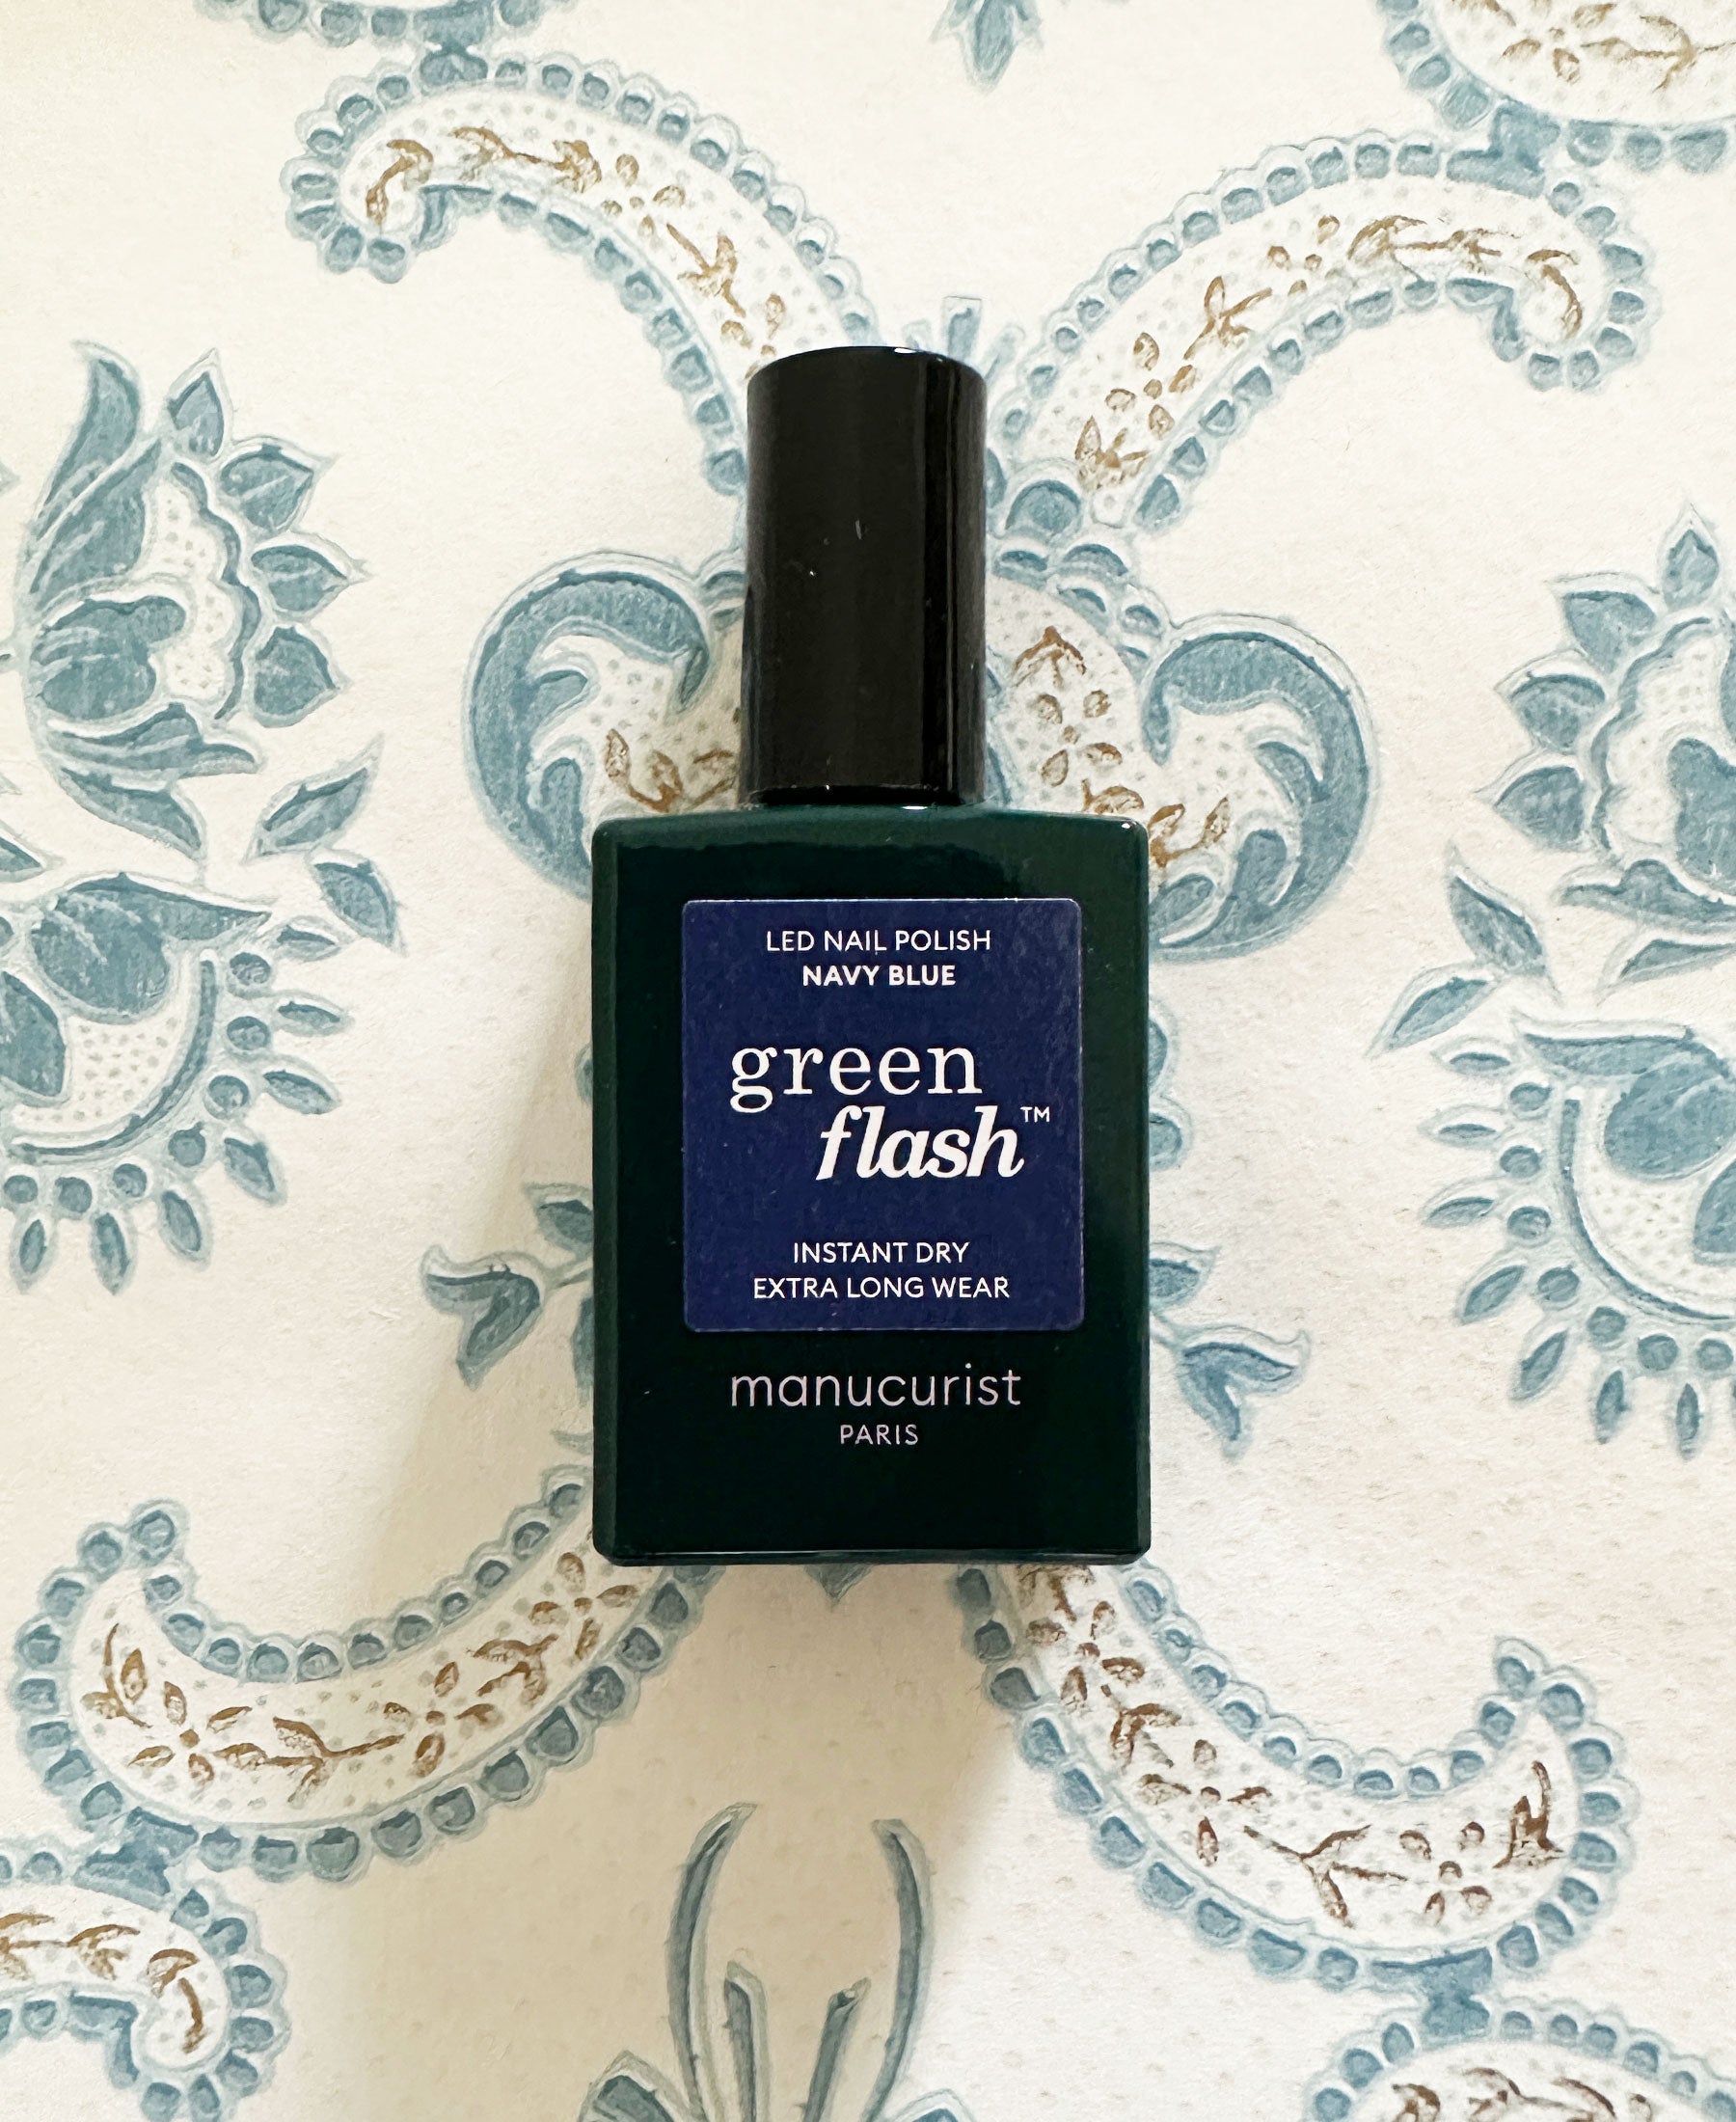 LED NAIL POLISH
NAVY BLUE
green
flash™
INSTANT DRY
EXTRA LONG WEAR
manucurist
PARIS